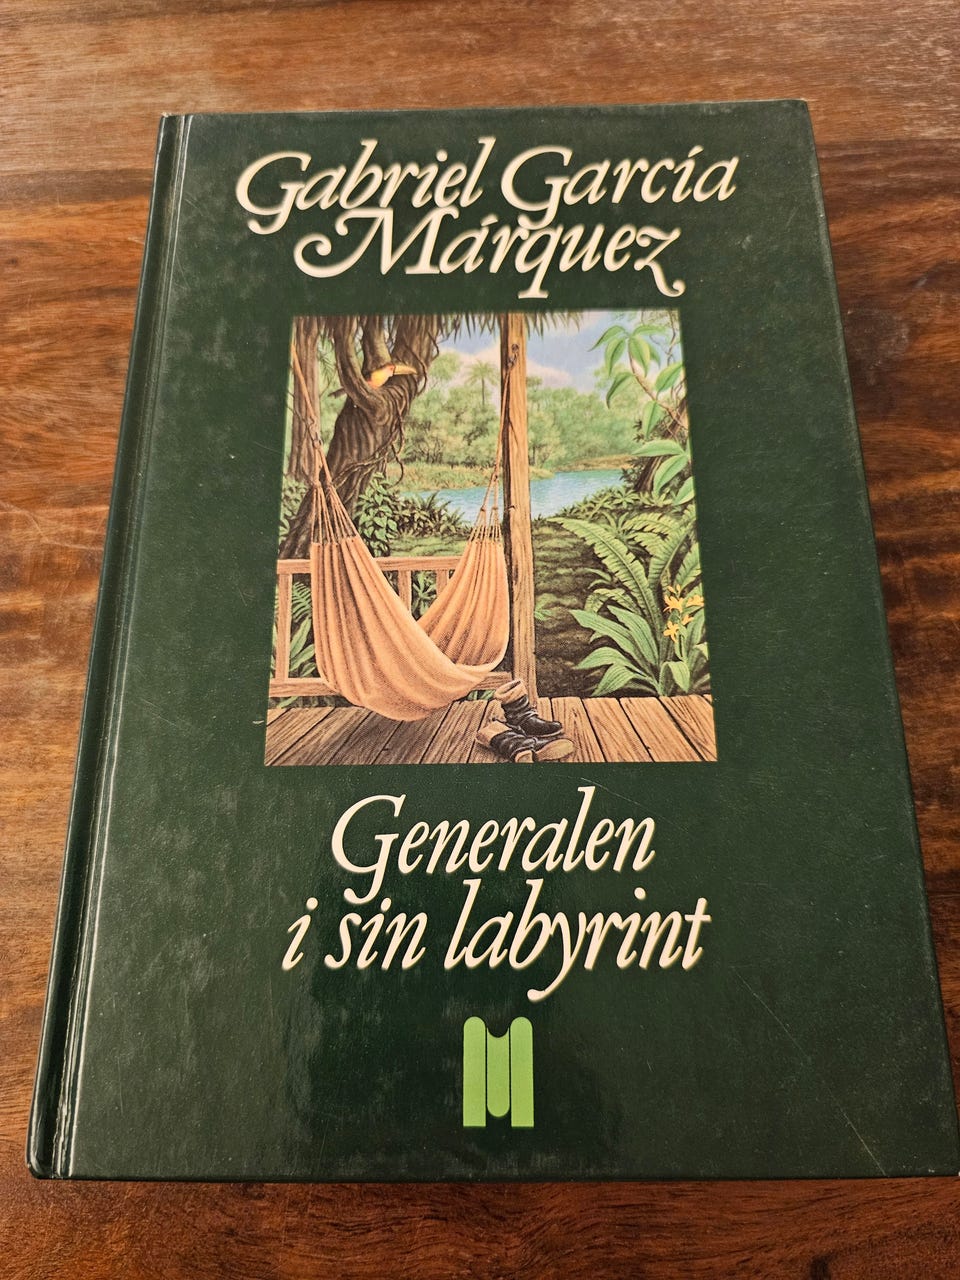 Gabriel García
Márquez
Generalen
i sin labyrint